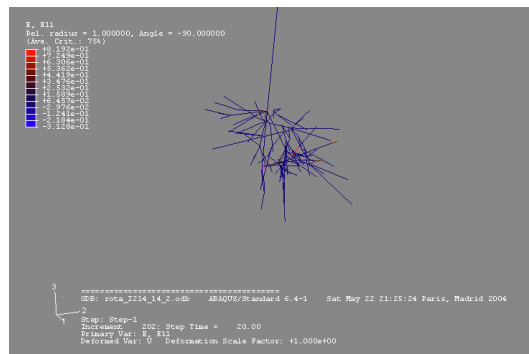 E, E11
Rel. radius = 1.000000, Angle = -90.000000
(Ave. Crit.: 75%)
+8.192e-01
+7.249e-01
+6.306e-01
+5.362e-01
+4.419e-01
+3.476e-01
+2.532e-01
+1.589e-01
+6.457e-02
-2.976e-02
-1.241e-01
-2.184e-01
-3.128e-01
3
2
1
ODB: rota_I214_14_2.odb ABAQUS/Standard 6.4-1 Sat May 22 21:25:24 Paris, Madrid 2004
Step: Step-1
Increment 202: Step Time = 20.00
Primary Var: E, E11
Deformed Var: U Deformation Scale Factor: +1.000e+00